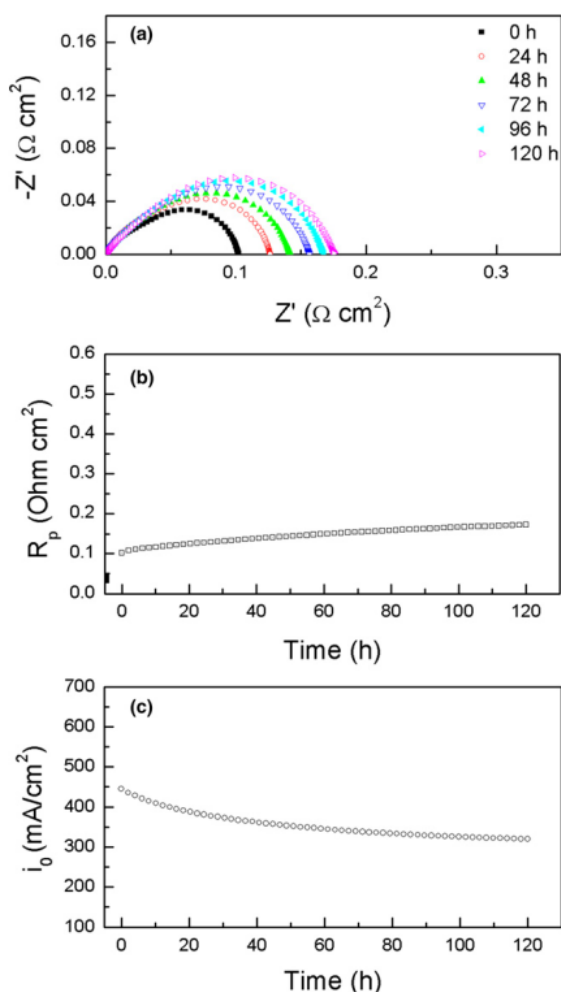 (a)
0 h
24 h
48 h
72 h
96 h
120 h
-Z' (Ω cm²)
0.16
0.12
0.08
0.04
0.00
0.0 0.1 0.2 0.3
Z' (Ω cm²)
(b)
R_p (Ohm cm²)
0.6
0.5
0.4
0.3
0.2
0.1
0.0
0 20 40 60 80 100 120
Time (h)
(c)
i₀ (mA/cm²)
700
600
500
400
300
200
100
0 20 40 60 80 100 120
Time (h)